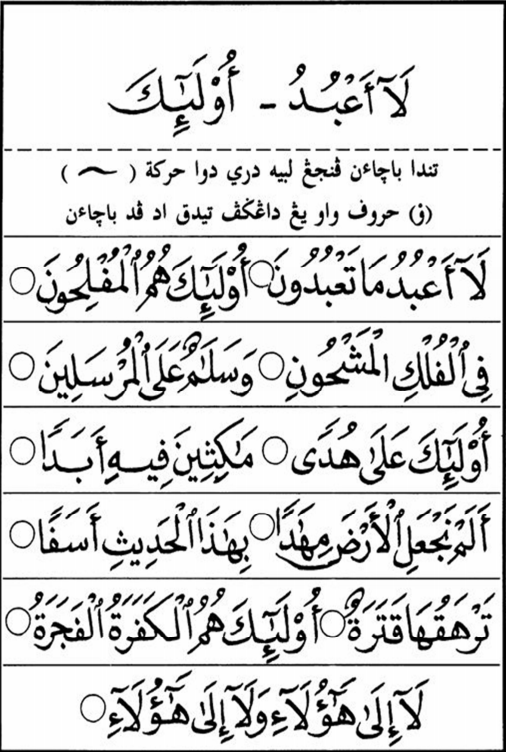 لَآ أَعْبُدُ - أُوْلَٰٓئِكَ
تندا باچاءن ڤنجڠ لبيه دري دوا حركة ( ٓ )
(ۏ) حروف واو يڠ داڠكڤ تيدق اد ڤد باچاءن
لَآ أَعْبُدُ مَا تَعْبُدُونَ ○ أُوْلَٰٓئِكَ هُمُ ٱلْمُفْلِحُونَ ○
فِي ٱلْفُلْكِ الْمَشْحُونِ ○ وَسَلَٰمٌ عَلَى ٱلْمُرْسَلِينَ ○
أُوْلَٰٓئِكَ عَلَىٰ هُدًى ○ مَٰكِثِينَ فِيهِ أَبَدًا ○
أَلَمْ نَجْعَلِ ٱلْأَرْضَ مِهَٰدًا ○ بِهَٰذَا ٱلْحَدِيثِ أَسَفًا ○
تَرْهَقُهَا قَتَرَةٌ ○ أُوْلَٰٓئِكَ هُمُ ٱلْكَفَرَةُ ٱلْفَجَرَةُ ○
لَآ إِلَىٰ هَٰٓؤُلَآءِ وَلَآ إِلَىٰ هَٰٓؤُلَآءِ ○